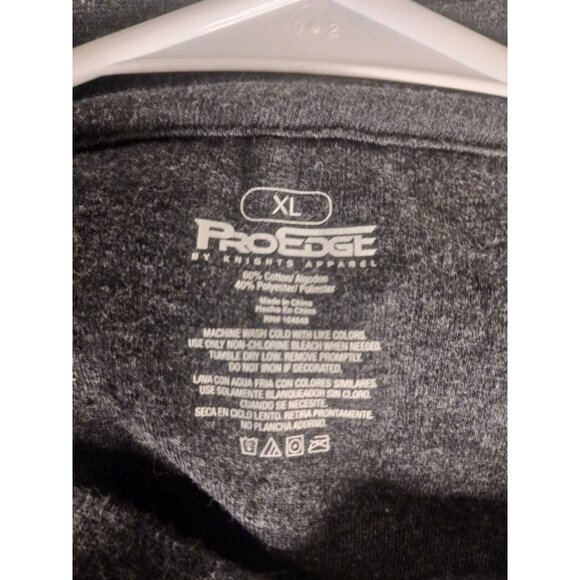 602
XL
PROEDGE
BY KNIGHTS APPAREL
60% Cotton/ Algodon
40% Polyester/ Poliester
Made in China
Hecho En China
MACHINE WASH COLD WITH LIKE COLORS.
USE ONLY NON-CHLORINE BLEACH WHEN NEEDED.
TUMBLE DRY LOW. REMOVE PROMPTLY.
DO NOT IRON IF DECORATED.
LAVA CON AGUA FRIA CON COLORES SIMILARES.
USE SOLAMENTE BLANQUEADOR SIN CLORO.
CUANDO SE NECESITE.
SECA EN CICLO LENTO. RETIRA PRONTAMENTE.
NO PLANCHA ADORNO.